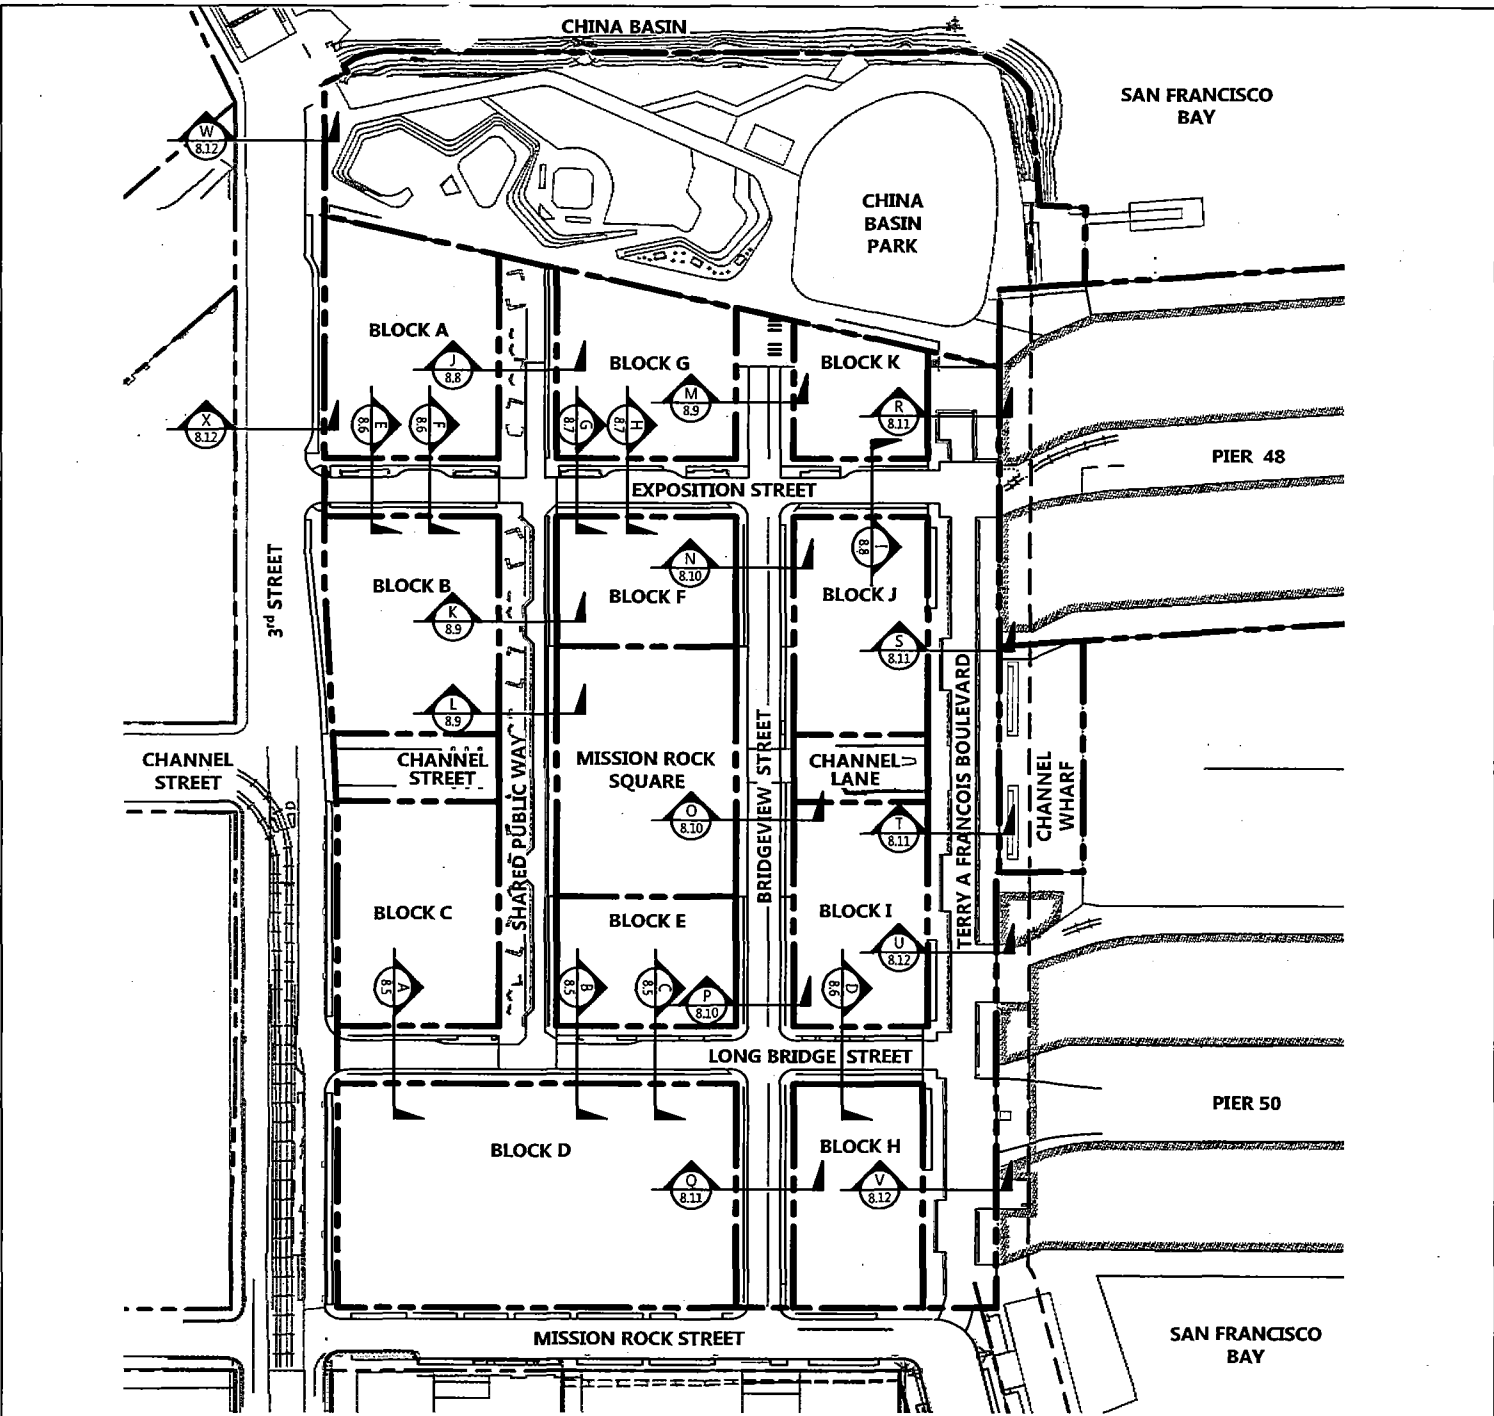 CHINA BASIN
SAN FRANCISCO
BAY
W
8.12
CHINA
BASIN
PARK
BLOCK A
J
8.8
BLOCK G
BLOCK K
M
8.9
R
8.11
X
8.12
E
8.6
F
8.6
G
8.7
H
8.7
PIER 48
EXPOSITION STREET
3rd STREET
N
10
8.10
I
8.8
BLOCK B
BLOCK F
BLOCK J
K
8.9
S
8.11
L
8.9
CHANNEL
STREET
CHANNEL
STREET
SHARED PUBLIC WAY
MISSION ROCK
SQUARE
BRIDGEVIEW STREET
CHANNEL
LANE
TERRY A FRANCOIS BOULEVARD
CHANNEL
WHARF
O
8.10
T
8.11
BLOCK C
BLOCK E
BLOCK I
U
8.12
A
8.5
B
8.5
C
8.5
P
8.10
D
8.6
LONG BRIDGE STREET
PIER 50
BLOCK D
BLOCK H
Q
8.11
V
8.12
MISSION ROCK STREET
SAN FRANCISCO
BAY